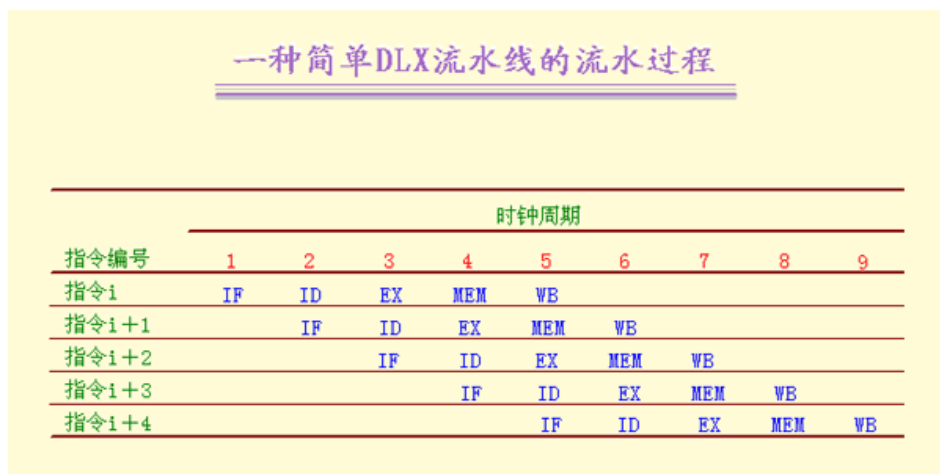 一种简单DLX流水线的流水过程
时钟周期
指令编号 1 2 3 4 5 6 7 8 9
指令i IF ID EX MEM WB
指令i+1 IF ID EX MEM WB
指令i+2 IF ID EX MEM WB
指令i+3 IF ID EX MEM WB
指令i+4 IF ID EX MEM WB